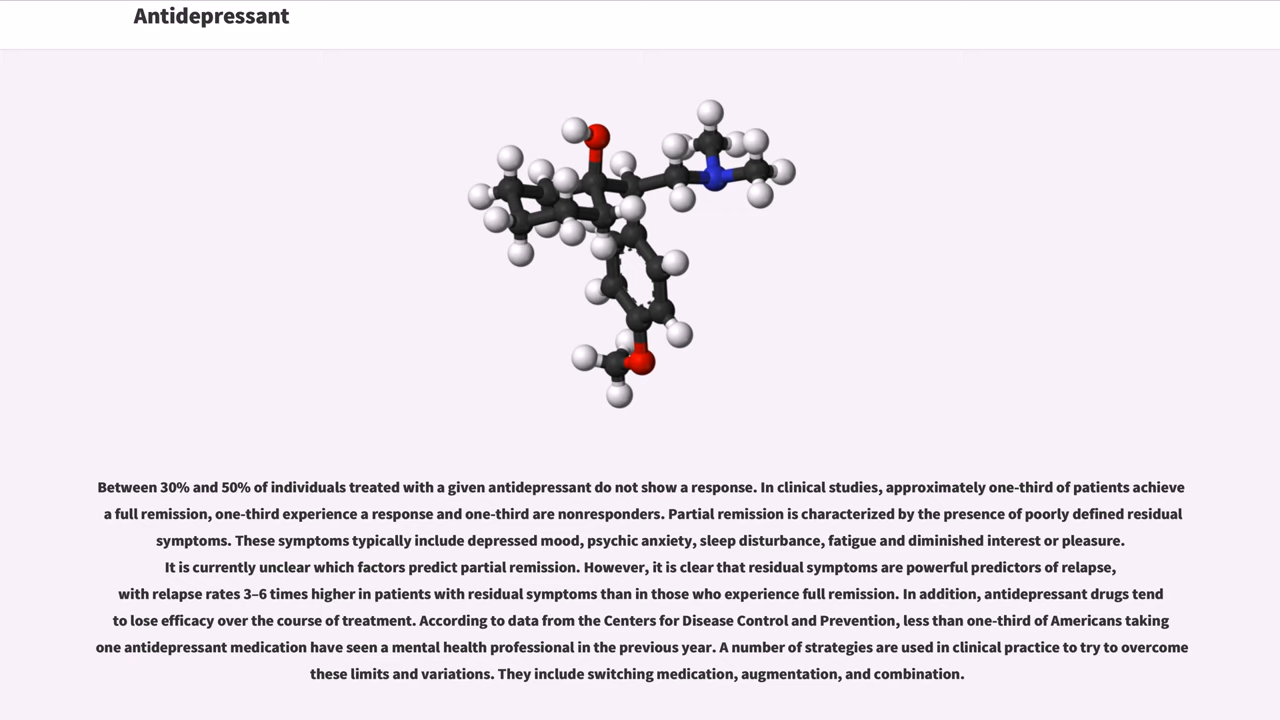 Antidepressant
Between 30% and 50% of individuals treated with a given antidepressant do not show a response. In clinical studies, approximately one-third of patients achieve
a full remission, one-third experience a response and one-third are nonresponders. Partial remission is characterized by the presence of poorly defined residual
symptoms. These symptoms typically include depressed mood, psychic anxiety, sleep disturbance, fatigue and diminished interest or pleasure.
It is currently unclear which factors predict partial remission. However, it is clear that residual symptoms are powerful predictors of relapse,
with relapse rates 3–6 times higher in patients with residual symptoms than in those who experience full remission. In addition, antidepressant drugs tend
to lose efficacy over the course of treatment. According to data from the Centers for Disease Control and Prevention, less than one-third of Americans taking
one antidepressant medication have seen a mental health professional in the previous year. A number of strategies are used in clinical practice to try to overcome
these limits and variations. They include switching medication, augmentation, and combination.